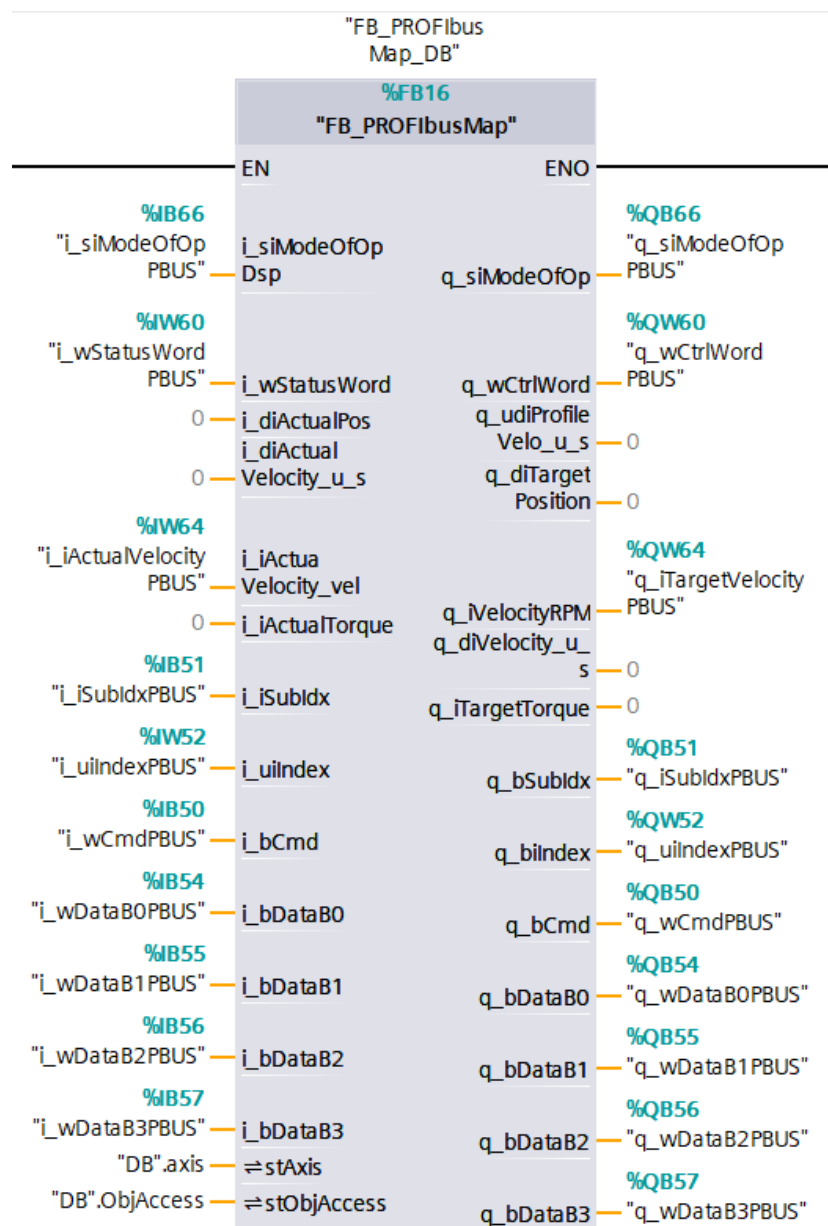 "FB_PROFIbus
Map_DB"
%FB16
"FB_PROFIbusMap"
EN ENO
%IB66 %QB66
"i_siModeOfOp i_siModeOfOp "q_siModeOfOp
PBUS" Dsp q_siModeOfOp PBUS"
%IW60 %QW60
"i_wStatusWord "q_wCtrlWord
PBUS" i_wStatusWord q_wCtrlWord PBUS"
0 i_diActualPos q_udiProfile
i_diActual Velo_u_s 0
0 Velocity_u_s q_diTarget
Position 0
%IW64 %QW64
"i_iActualVelocity i_iActua "q_iTargetVelocity
PBUS" Velocity_vel q_iVelocityRPM PBUS"
0 i_iActualTorque q_diVelocity_u_
s 0
%IB51 q_iTargetTorque 0
"i_iSubIdxPBUS" i_iSubIdx
%IW52 %QB51
"i_uiIndexPBUS" i_uiIndex q_bSubIdx "q_iSubIdxPBUS"
%IB50 %QW52
"i_wCmdPBUS" i_bCmd q_biIndex "q_uiIndexPBUS"
%IB54 %QB50
"i_wDataB0PBUS" i_bDataB0 q_bCmd "q_wCmdPBUS"
%IB55 %QB54
"i_wDataB1PBUS" i_bDataB1 q_bDataB0 "q_wDataB0PBUS"
%IB56 %QB55
"i_wDataB2PBUS" i_bDataB2 q_bDataB1 "q_wDataB1PBUS"
%IB57 %QB56
"i_wDataB3PBUS" i_bDataB3 q_bDataB2 "q_wDataB2PBUS"
"DB".axis ⇌ stAxis %QB57
"DB".ObjAccess ⇌ stObjAccess q_bDataB3 "q_wDataB3PBUS"